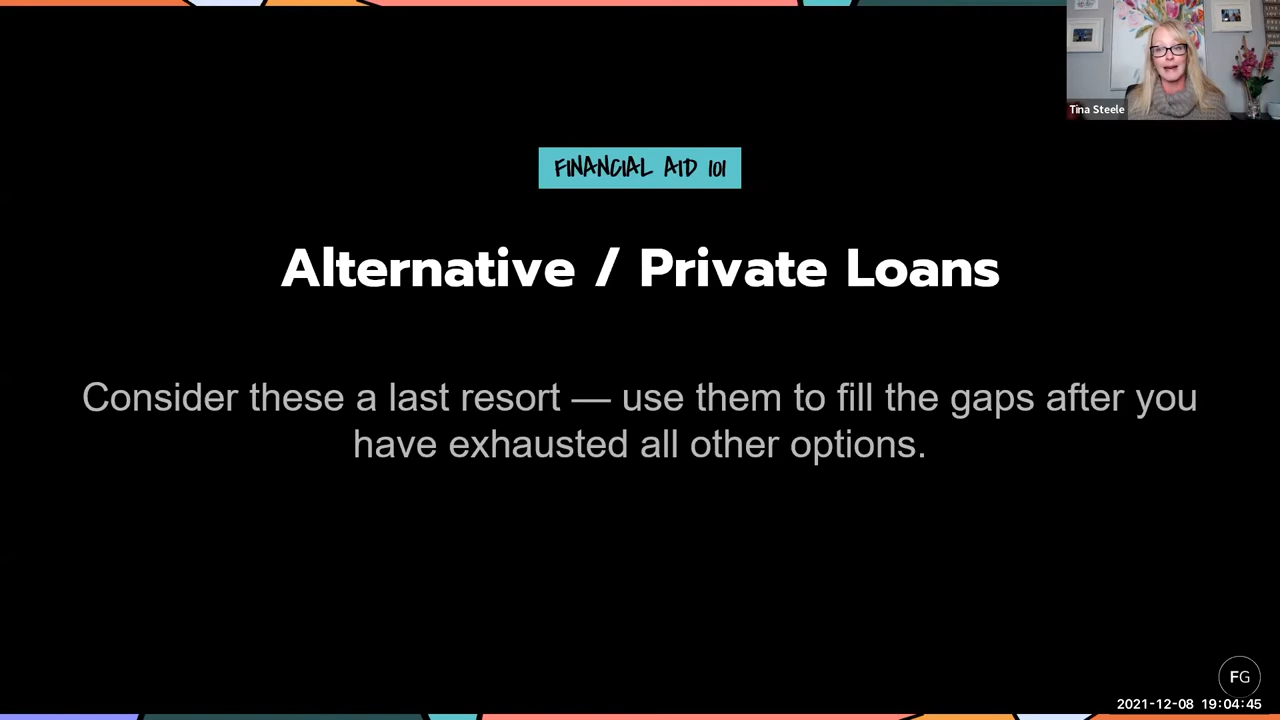 Tina Steele
FINANCIAL AID 101
Alternative / Private Loans
Consider these a last resort — use them to fill the gaps after you
have exhausted all other options.
FG
2021-12-08 19:04:45